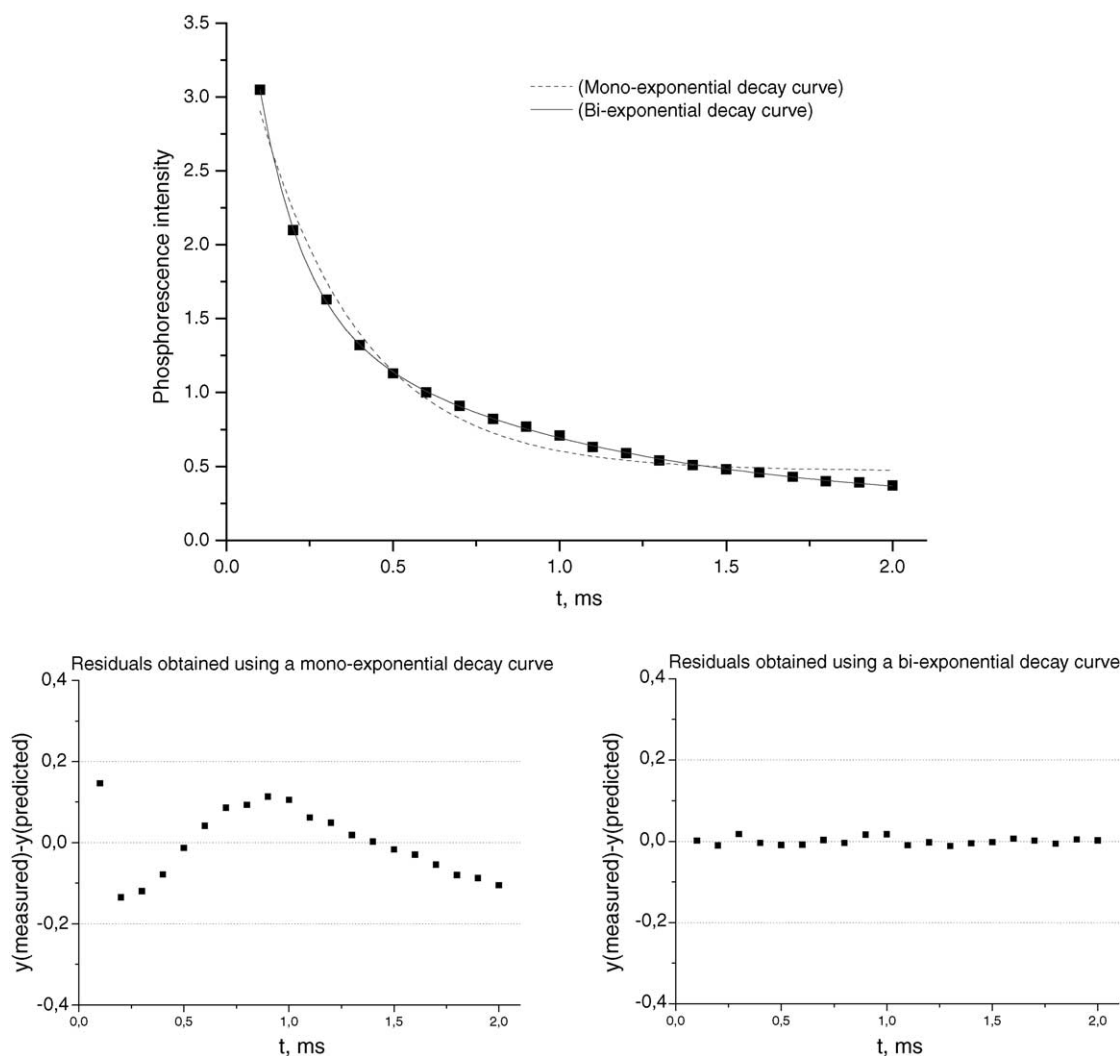 3.5
3.0
2.5
2.0
1.5
1.0
0.5
0.0
Phosphorescence intensity
(Mono-exponential decay curve)
(Bi-exponential decay curve)
0.0 0.5 1.0 1.5 2.0
t, ms
Residuals obtained using a mono-exponential decay curve
0,4
0,2
0,0
-0,2
-0,4
y(measured)-y(predicted)
0,0 0,5 1,0 1,5 2,0
t, ms
Residuals obtained using a bi-exponential decay curve
0,4
0,2
0,0
-0,2
-0,4
y(measured)-y(predicted)
0,0 0,5 1,0 1,5 2,0
t, ms